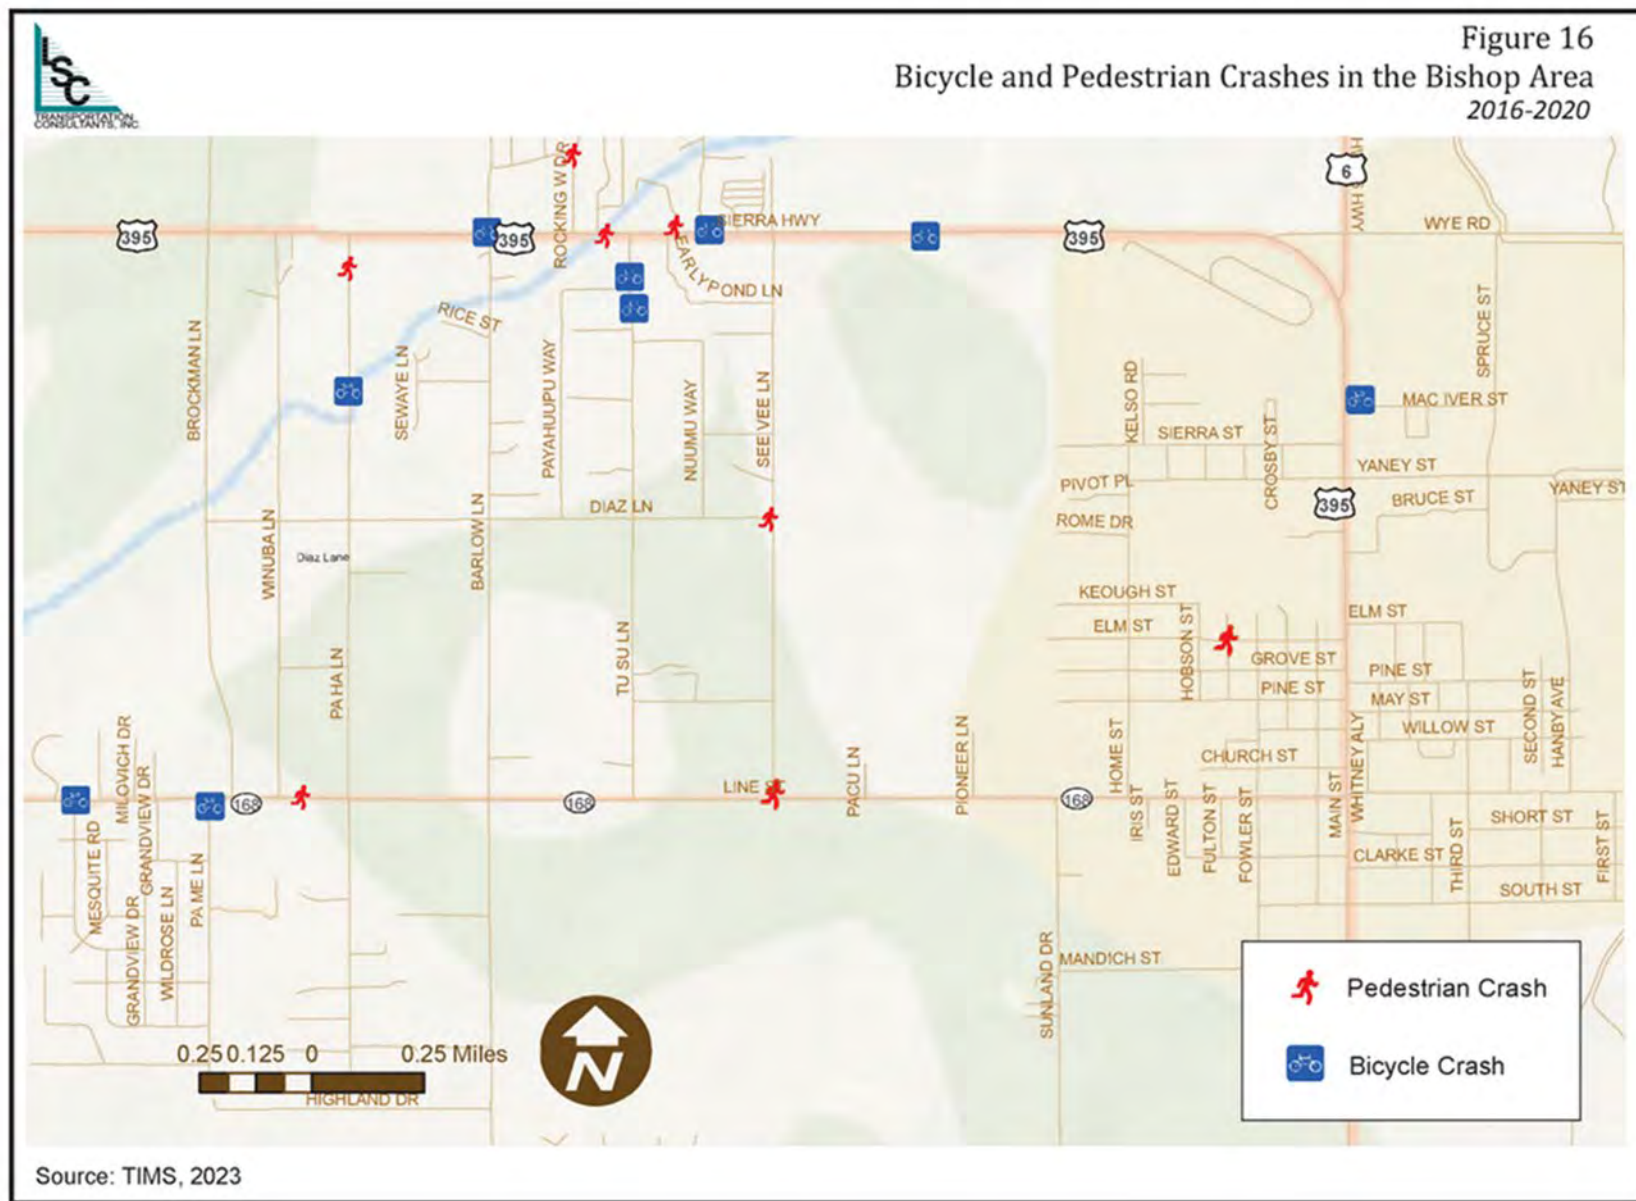 Figure 16
Bicycle and Pedestrian Crashes in the Bishop Area
2016-2020
LSC
TRANSPORTATION
CONSULTANTS, INC.
6
395
395
395
395
SIERRA HWY
WYE RD
ROCKING W DR
EARLY POND LN
RICE ST
BROCKMAN LN
SEWAYE LN
PAYAHUUPU WAY
NUUMU WAY
SEE VEE LN
KELSO RD
SPRUCE ST
MAC IVER ST
SIERRA ST
CROSBY ST
YANEY ST
YANEY ST
PIVOT PL
BRUCE ST
ROME DR
DIAZ LN
WINUBA LN
Diaz Lane
BARLOW LN
KEOUGH ST
ELM ST
ELM ST
HOBSON ST
GROVE ST
PINE ST
PINE ST
MAY ST
WILLOW ST
SECOND ST
HANBY AVE
PA HA LN
TU SU LN
CHURCH ST
HOME ST
PIONEER LN
PACU LN
LINE ST
168
168
168
MILOVICH DR
GRANDVIEW DR
MESQUITE RD
GRANDVIEW DR
WILDROSE LN
PA ME LN
IRIS ST
EDWARD ST
FULTON ST
FOWLER ST
MAIN ST
WHITNEY ALY
SHORT ST
CLARKE ST
THIRD ST
FIRST ST
SOUTH ST
SUNLAND DR
MANDICH ST
HIGHLAND DR
0.25 0.125 0 0.25 Miles
N
Pedestrian Crash
Bicycle Crash
Source: TIMS, 2023